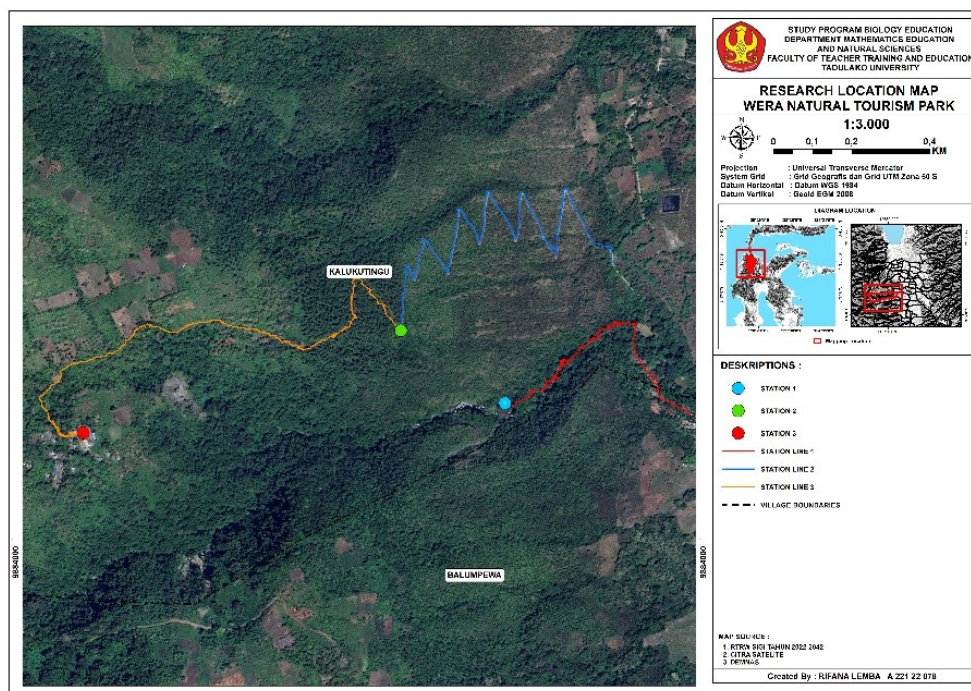 KALUKUTINGU
BALUMPEWA
9884000
9884000
STUDY PROGRAM BIOLOGY EDUCATION
DEPARTMENT MATHEMATICS EDUCATION
AND NATURAL SCIENCES
FACULTY OF TEACHER TRAINING AND EDUCATION
TADULAKO UNIVERSITY
RESEARCH LOCATION MAP
WERA NATURAL TOURISM PARK
1:3.000
N
0 0,1 0,2 0,4
KM
Projection : Universal Transverse Mercator
System Grid : Grid Geografis dan Grid UTM Zona 50 S
Datum Horizontal : Datum WGS 1984
Datum Vertikal : Geoid EGM 2008
DIAGRAM LOCATION
Mapping Location
DESKRIPTIONS :
STATION 1
STATION 2
STATION 3
STATION LINE 1
STATION LINE 2
STATION LINE 3
VILLAGE BOUNDARIES
MAP SOURCE :
1. RTRW SIGI TAHUN 2022 2042
2. CITRA SATELITE
3. DEMNAS
Created By : RIFANA LEMBA A 221 22 078